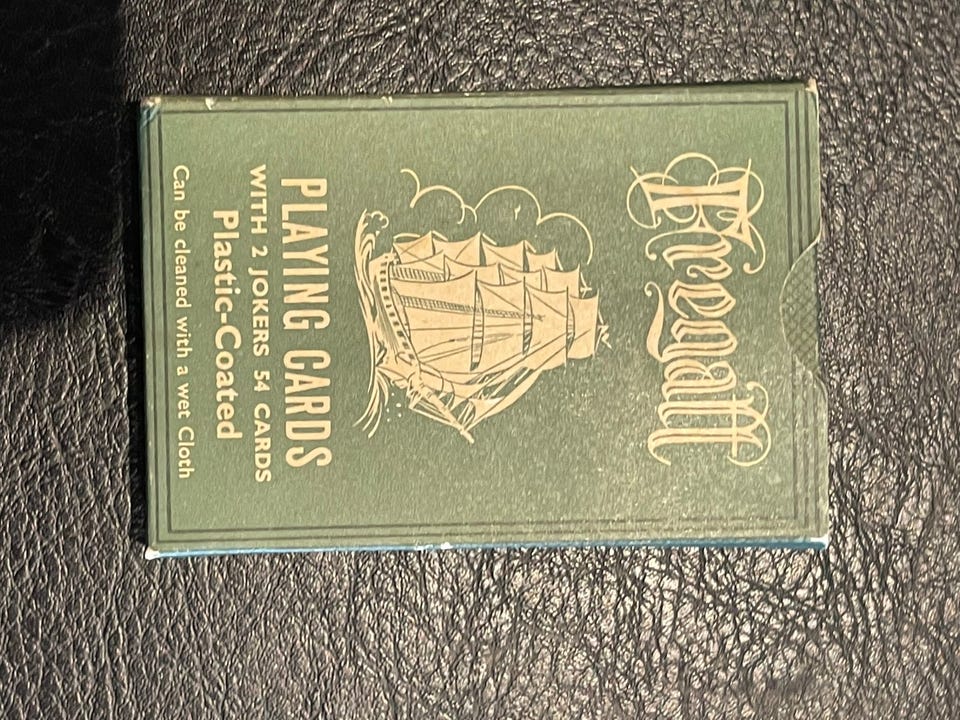 Fregatt
PLAYING CARDS
WITH 2 JOKERS 54 CARDS
Plastic-Coated
Can be cleaned with a wet Cloth